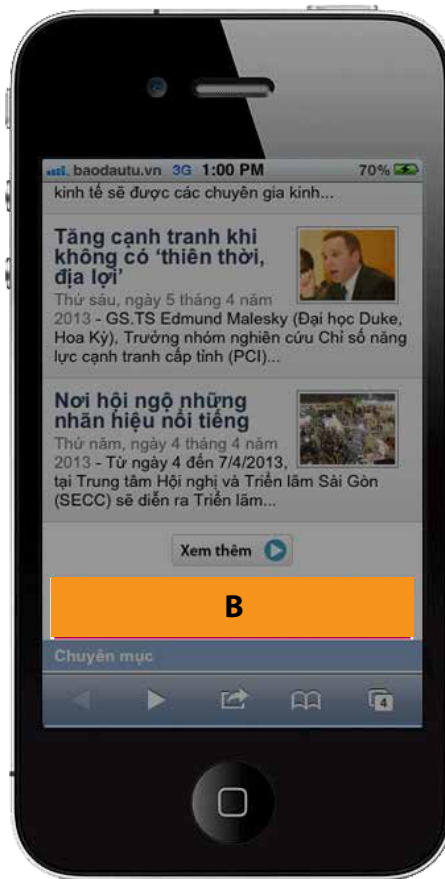 baodautu.vn 3G 1:00 PM 70%
kinh tế sẽ được các chuyên gia kinh...
Tăng cạnh tranh khi
không có 'thiên thời,
địa lợi'
Thứ sáu, ngày 5 tháng 4 năm
2013 - GS.TS Edmund Malesky (Đại học Duke,
Hoa Kỳ), Trưởng nhóm nghiên cứu Chỉ số năng
lực cạnh tranh cấp tỉnh (PCI)...
Nơi hội ngộ những
nhãn hiệu nổi tiếng
Thứ năm, ngày 4 tháng 4 năm
2013 - Từ ngày 4 đến 7/4/2013,
tại Trung tâm Hội nghị và Triển lãm Sài Gòn
(SECC) sẽ diễn ra Triển lãm...
Xem thêm
B
Chuyên mục
4